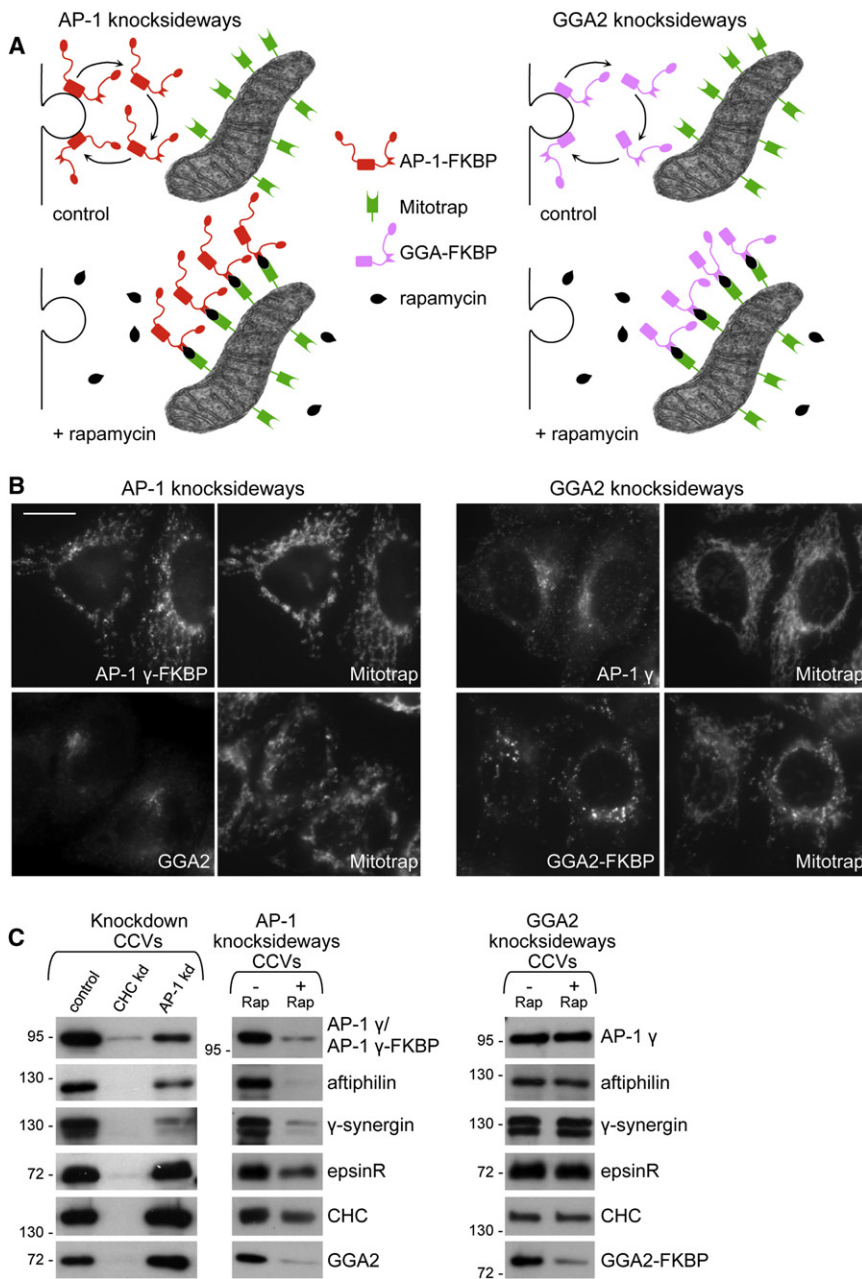 A
AP-1 knocksideways
GGA2 knocksideways
control
AP-1-FKBP
Mitotrap
GGA-FKBP
rapamycin
control
+ rapamycin
+ rapamycin
B
AP-1 knocksideways
GGA2 knocksideways
AP-1 γ-FKBP
Mitotrap
AP-1 γ
Mitotrap
GGA2
Mitotrap
GGA2-FKBP
Mitotrap
C
Knockdown
CCVs
control
CHC kd
AP-1 kd
AP-1
knocksideways
CCVs
-
Rap
+
Rap
GGA2
knocksideways
CCVs
-
Rap
+
Rap
95 -
95 -
AP-1 γ/
AP-1 γ-FKBP
95 -
AP-1 γ
130 -
aftiphilin
130 -
aftiphilin
130 -
γ-synergin
130 -
γ-synergin
72 -
epsinR
72 -
epsinR
130 -
CHC
130 -
CHC
72 -
GGA2
72 -
GGA2-FKBP